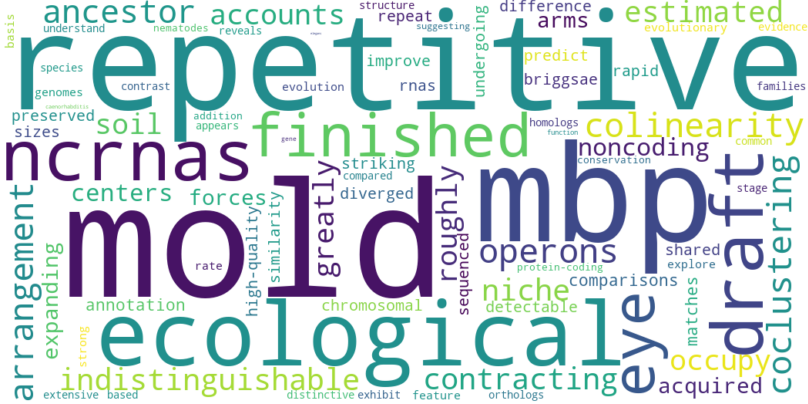 basis
ancestor
accounts
structure
repeat
undergoing
difference
arms
estimated
understand
nematodes
reveals
suggesting
evolutionary
evidence
repetitive
species
contrast
evolution
improve
rnas
predict
briggsae
rapid
families
genomes
caenorhabditis
preserved
addition
appears
sizes
soil
finished
gene
homologs
function
colinearity
common
ncrnas
striking
compared
noncoding
conservation
centers
forces
diverged
greatly
roughly
mbp
stage
arrangement
mold
rate
similarity
high-quality
sequenced
operons
shared
explore
draft
coclustering
expanding
protein-coding
comparisons
niche
detectable
matches
annotation
chromosomal
strong
ecological
eye
occupy
indistinguishable
contracting
acquired
extensive
based
distinctive
exhibit
feature
orthologs